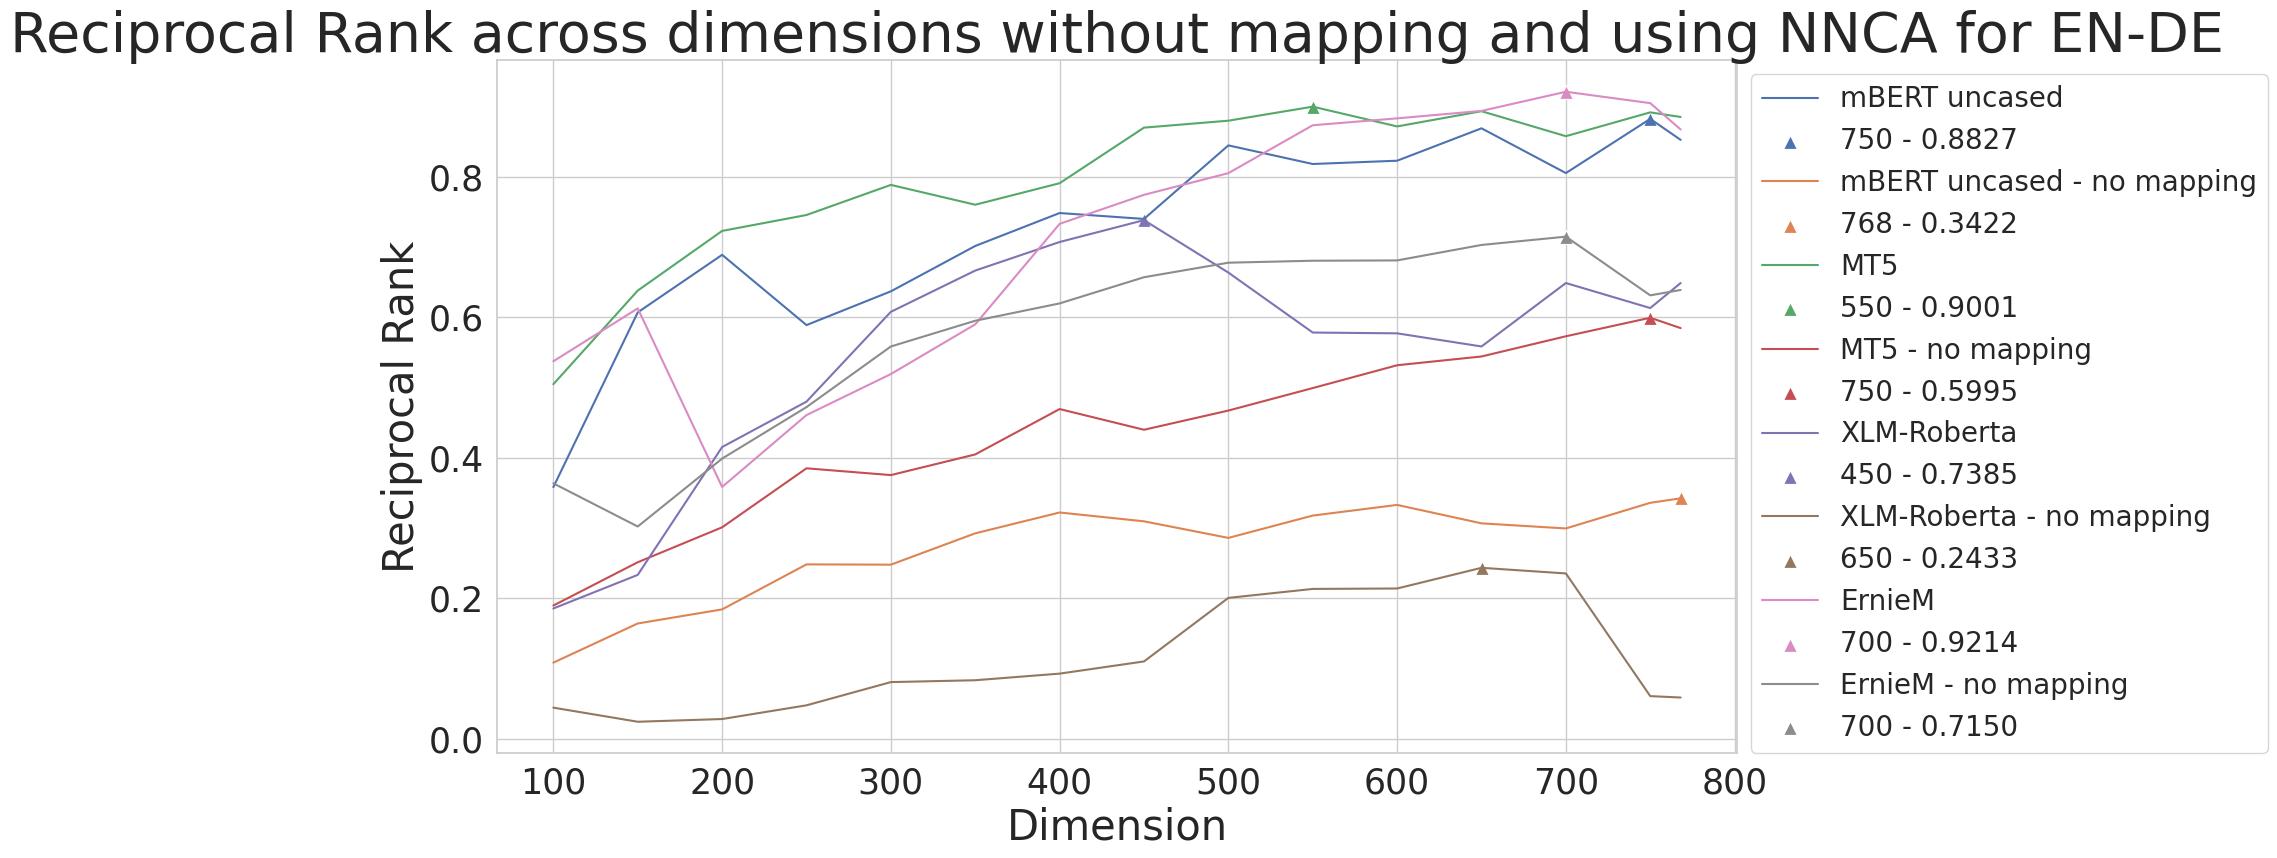 Reciprocal Rank across dimensions without mapping and using NNCA for EN-DE
Reciprocal Rank
0.8
0.6
0.4
0.2
0.0
100 200 300 400 500 600 700 800
Dimension
mBERT uncased
750 - 0.8827
mBERT uncased - no mapping
768 - 0.3422
MT5
550 - 0.9001
MT5 - no mapping
750 - 0.5995
XLM-Roberta
450 - 0.7385
XLM-Roberta - no mapping
650 - 0.2433
ErnieM
700 - 0.9214
ErnieM - no mapping
700 - 0.7150